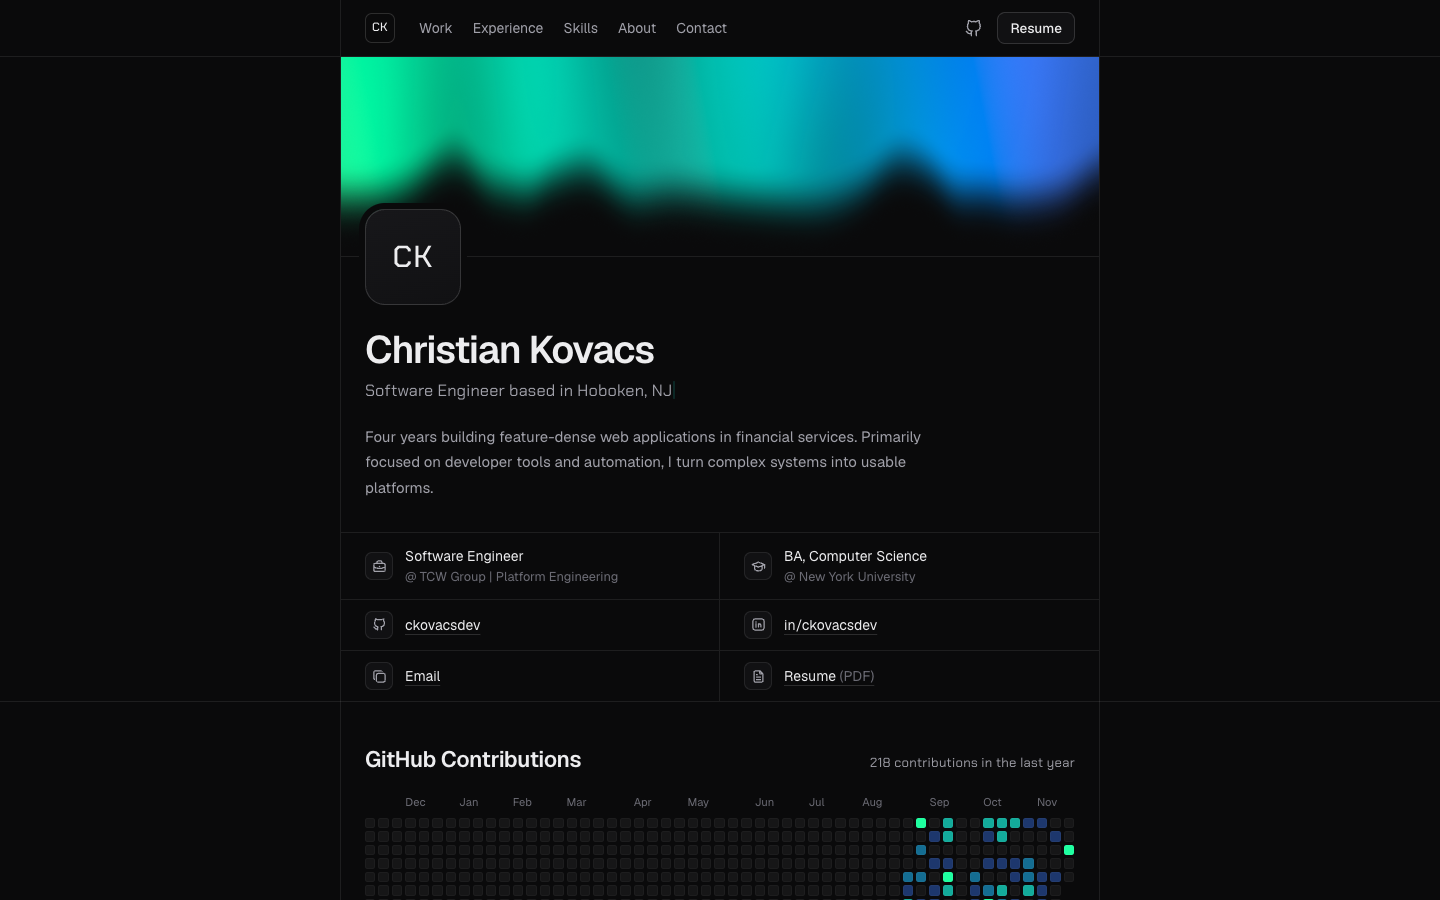 CK Work Experience Skills About Contact Resume
CK
Christian Kovacs
Software Engineer based in Hoboken, NJ
Four years building feature-dense web applications in financial services. Primarily
focused on developer tools and automation, I turn complex systems into usable
platforms.
Software Engineer
@ TCW Group | Platform Engineering
BA, Computer Science
@ New York University
ckovacsdev
in/ckovacsdev
Email
Resume (PDF)
GitHub Contributions
218 contributions in the last year
Dec Jan Feb Mar Apr May Jun Jul Aug Sep Oct Nov